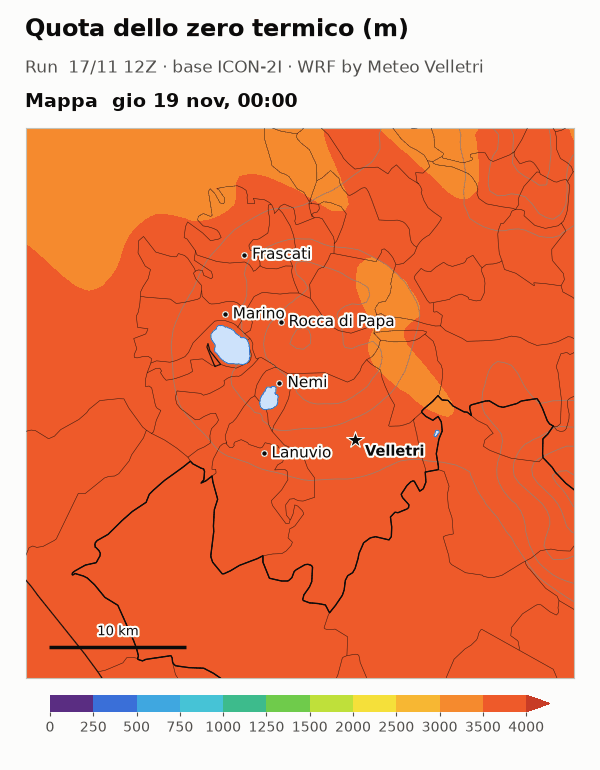 Quota dello zero termico (m)
Run  17/11 12Z · base ICON-2I · WRF by Meteo Velletri
Mappa  gio 19 nov, 00:00
Frascati
Marino
Rocca di Papa
Nemi
Velletri
Lanuvio
10 km
0 250 500 750 1000 1250 1500 2000 2500 3000 3500 4000